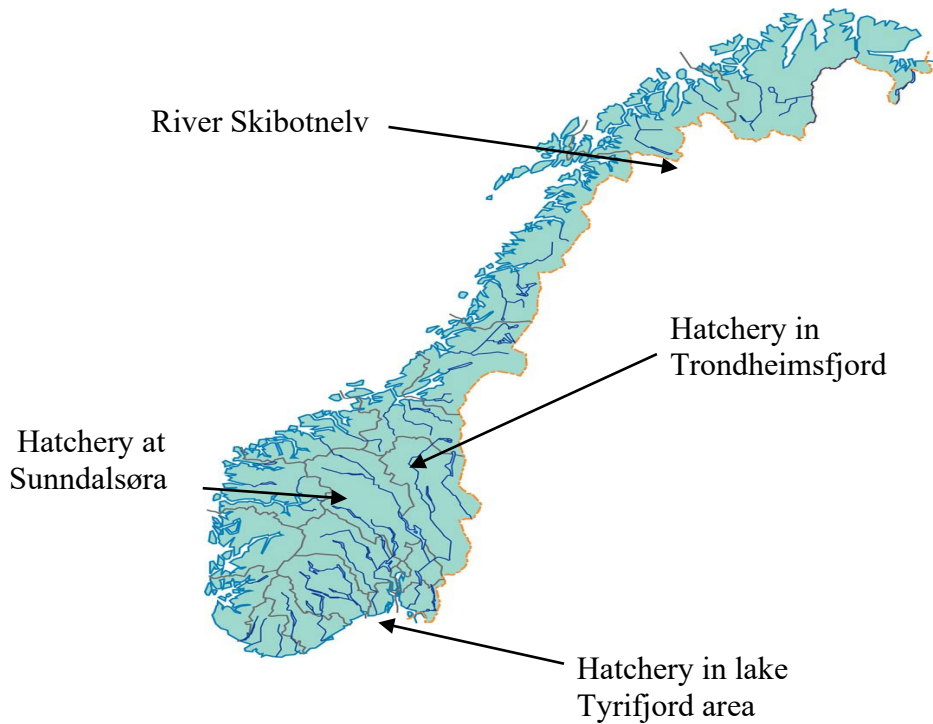 River Skibotnelv
Hatchery in
Trondheimsfjord
Hatchery at
Sunndalsøra
Hatchery in lake
Tyrifjord area